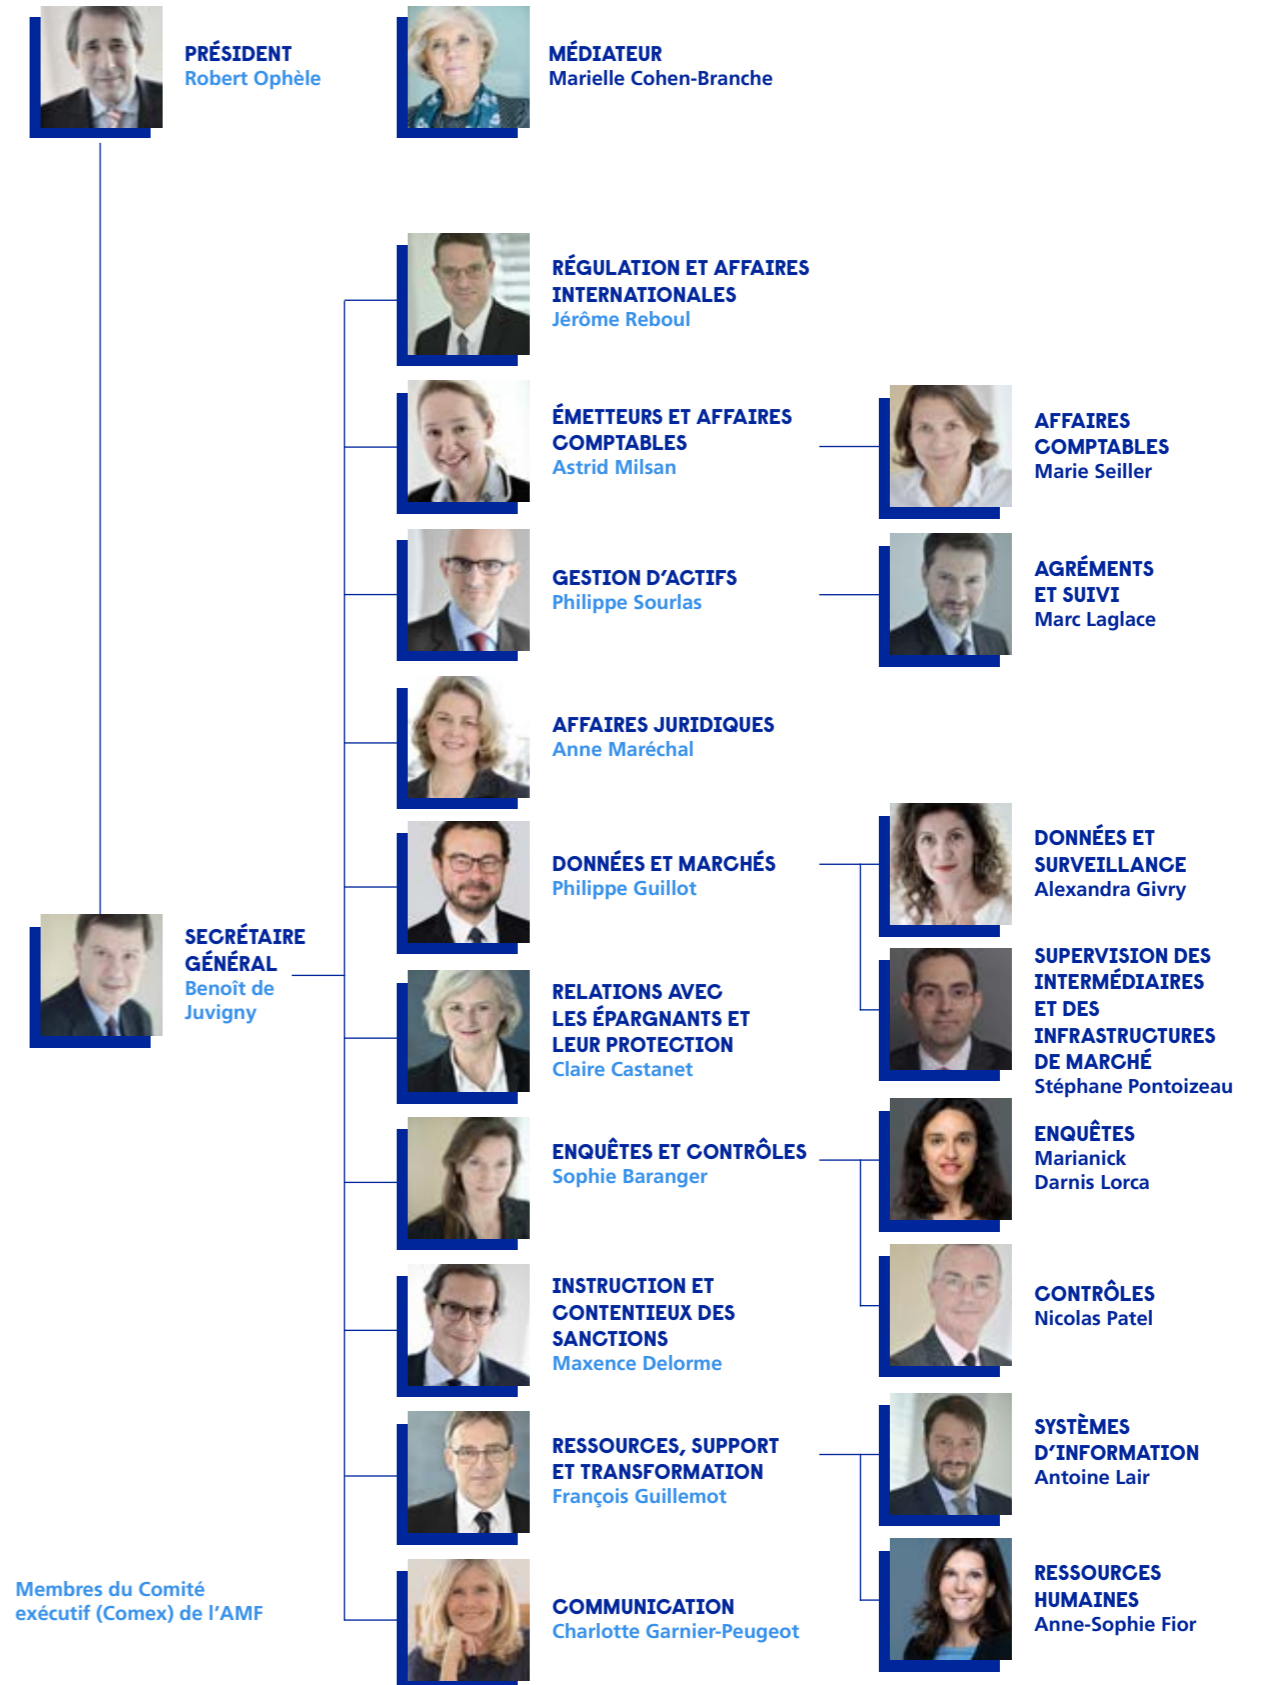 PRÉSIDENT
Robert Ophèle
MÉDIATEUR
Marielle Cohen-Branche
RÉGULATION ET AFFAIRES
INTERNATIONALES
Jérôme Reboul
ÉMETTEURS ET AFFAIRES
COMPTABLES
Astrid Milsan
AFFAIRES
COMPTABLES
Marie Seiller
GESTION D’ACTIFS
Philippe Sourlas
AGRÉMENTS
ET SUIVI
Marc Laglace
AFFAIRES JURIDIQUES
Anne Maréchal
DONNÉES ET MARCHÉS
Philippe Guillot
DONNÉES ET
SURVEILLANCE
Alexandra Givry
SUPERVISION DES
INTERMÉDIAIRES
ET DES
INFRASTRUCTURES
DE MARCHÉ
Stéphane Pontoizeau
SECRÉTAIRE
GÉNÉRAL
Benoît de
Juvigny
RELATIONS AVEC
LES ÉPARGNANTS ET
LEUR PROTECTION
Claire Castanet
ENQUÊTES ET CONTRÔLES
Sophie Baranger
ENQUÊTES
Marianick
Darnis Lorca
CONTRÔLES
Nicolas Patel
INSTRUCTION ET
CONTENTIEUX DES
SANCTIONS
Maxence Delorme
RESSOURCES, SUPPORT
ET TRANSFORMATION
François Guillemot
SYSTÈMES
D’INFORMATION
Antoine Lair
RESSOURCES
HUMAINES
Anne-Sophie Fior
COMMUNICATION
Charlotte Garnier-Peugeot
Membres du Comité
exécutif (Comex) de l’AMF